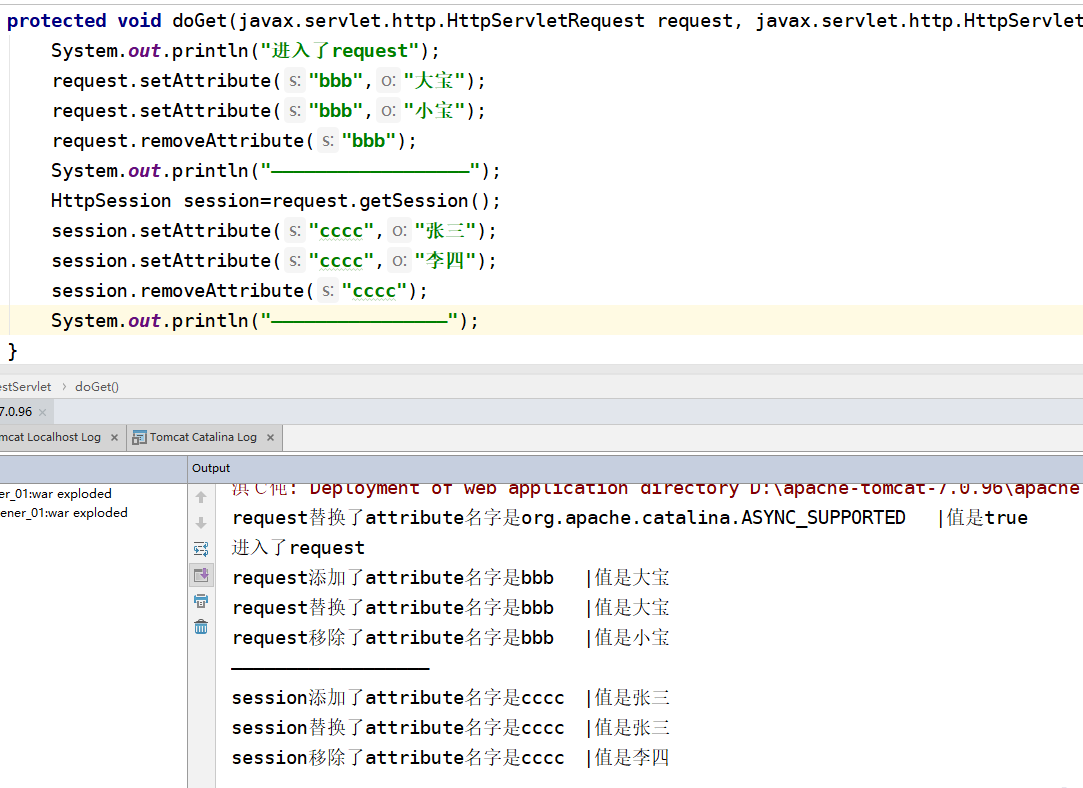 protected void doGet(javax.servlet.http.HttpServletRequest request, javax.servlet.http.HttpServlet
System.out.println("进入了request");
request.setAttribute( s: "bbb", o: "大宝");
request.setAttribute( s: "bbb", o: "小宝");
request.removeAttribute( s: "bbb");
System.out.println("——————————————————");
HttpSession session=request.getSession();
session.setAttribute( s: "cccc", o: "张三");
session.setAttribute( s: "cccc", o: "李四");
session.removeAttribute( s: "cccc");
System.out.println("————————————————");
}
estServlet › doGet()
7.0.96 ×
mcat Localhost Log × Tomcat Catalina Log ×
Output
er_01:war exploded
ener_01:war exploded
Deployment of web application directory D:\apache-tomcat-7.0.96\apache
request替换了attribute名字是org.apache.catalina.ASYNC_SUPPORTED |值是true
进入了request
request添加了attribute名字是bbb |值是大宝
request替换了attribute名字是bbb |值是大宝
request移除了attribute名字是bbb |值是小宝
——————————————————
session添加了attribute名字是cccc |值是张三
session替换了attribute名字是cccc |值是张三
session移除了attribute名字是cccc |值是李四